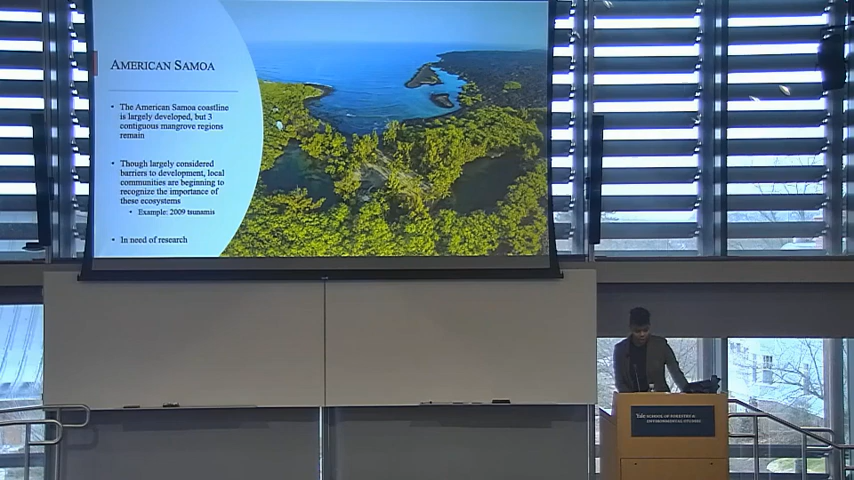 AMERICAN SAMOA
• The American Samoa coastline
is largely developed, but 3
contiguous mangrove regions
remain
• Though largely considered
barriers to development, local
communities are beginning to
recognize the importance of
these ecosystems
• Example: 2009 tsunamis
• In need of research
Yale SCHOOL OF FORESTRY &
ENVIRONMENTAL STUDIES